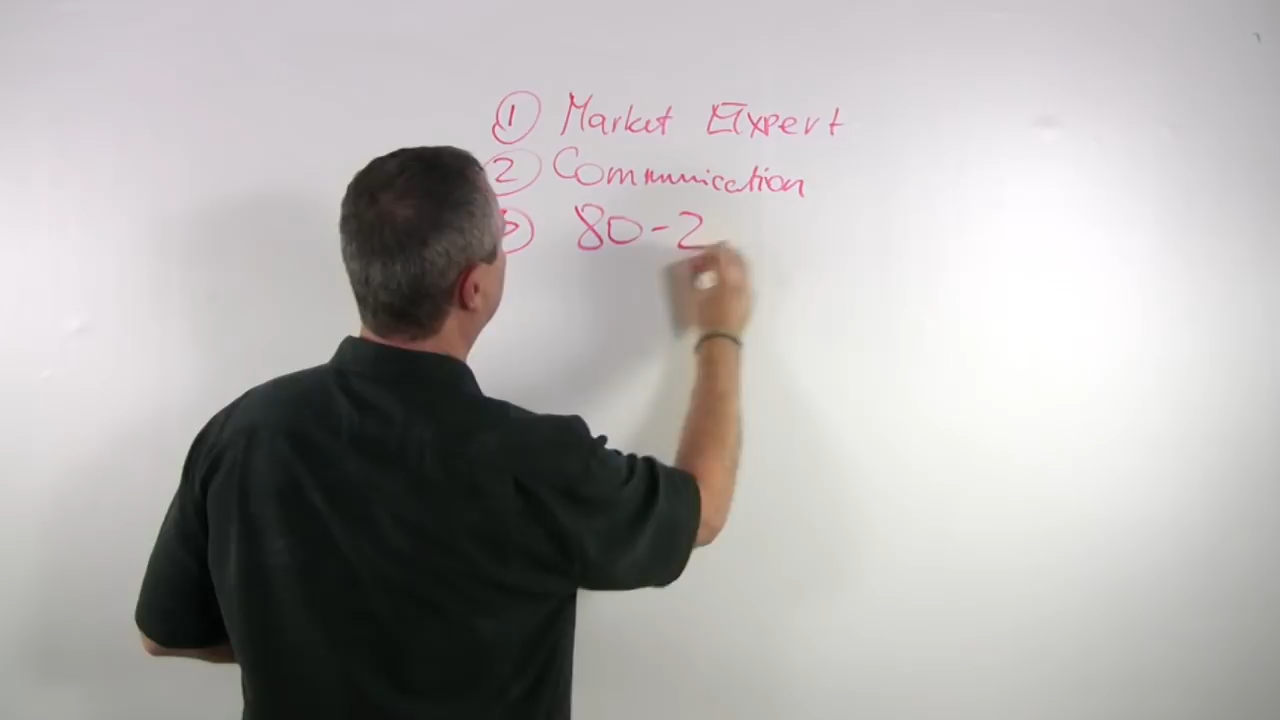 ① Market Expert
② Communication
③ 80-2